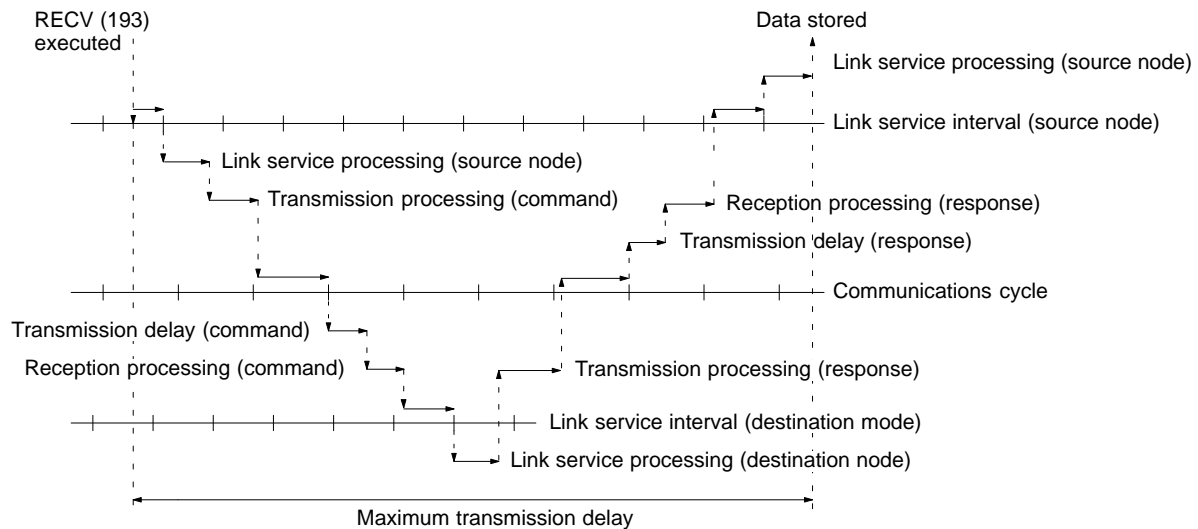 RECV (193)
executed
Data stored
Link service processing (source node)
Link service interval (source node)
Link service processing (source node)
Transmission processing (command)
Reception processing (response)
Transmission delay (response)
Communications cycle
Transmission delay (command)
Reception processing (command)
Transmission processing (response)
Link service interval (destination mode)
Link service processing (destination node)
Maximum transmission delay